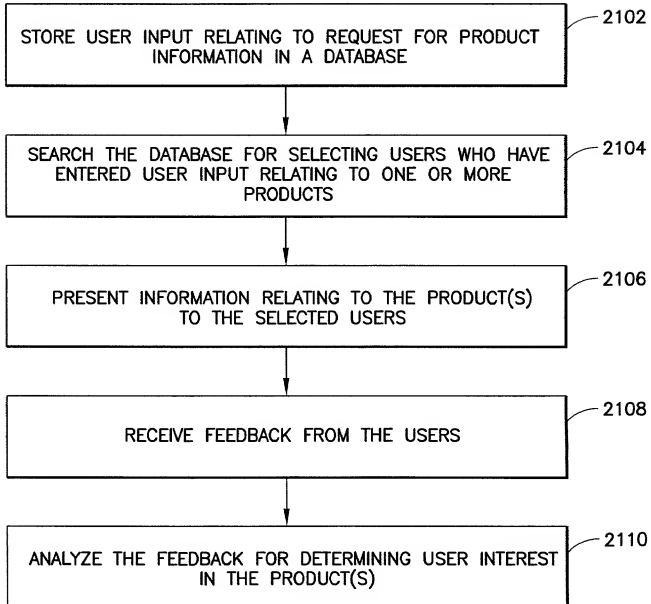 STORE USER INPUT RELATING TO REQUEST FOR PRODUCT
INFORMATION IN A DATABASE
2102
SEARCH THE DATABASE FOR SELECTING USERS WHO HAVE
ENTERED USER INPUT RELATING TO ONE OR MORE
PRODUCTS
2104
PRESENT INFORMATION RELATING TO THE PRODUCT(S)
TO THE SELECTED USERS
2106
RECEIVE FEEDBACK FROM THE USERS
2108
ANALYZE THE FEEDBACK FOR DETERMINING USER INTEREST
IN THE PRODUCT(S)
2110